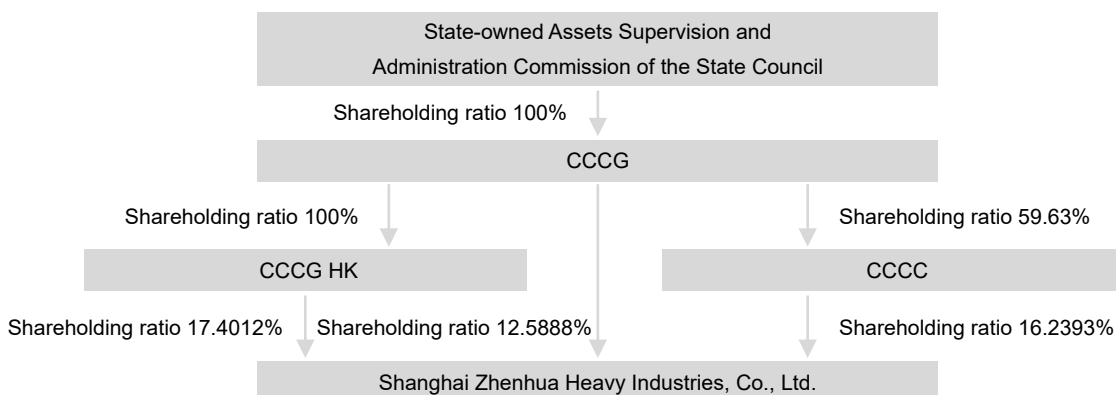 State-owned Assets Supervision and
Administration Commission of the State Council
Shareholding ratio 100%
CCCG
Shareholding ratio 100%
Shareholding ratio 59.63%
CCCG HK
CCCC
Shareholding ratio 17.4012%
Shareholding ratio 12.5888%
Shareholding ratio 16.2393%
Shanghai Zhenhua Heavy Industries, Co., Ltd.